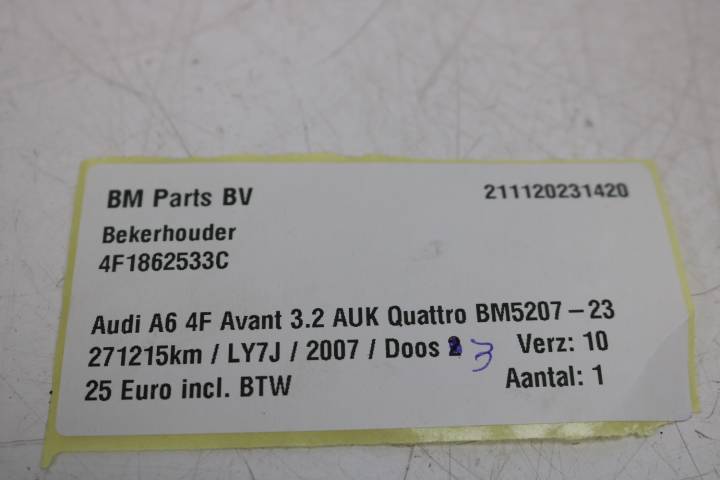 BM Parts BV 211120231420
Bekerhouder
4F1862533C
Audi A6 4F Avant 3.2 AUK Quattro BM5207-23
271215km / LY7J / 2007 / Doos 3 Verz: 10
25 Euro incl. BTW Aantal: 1